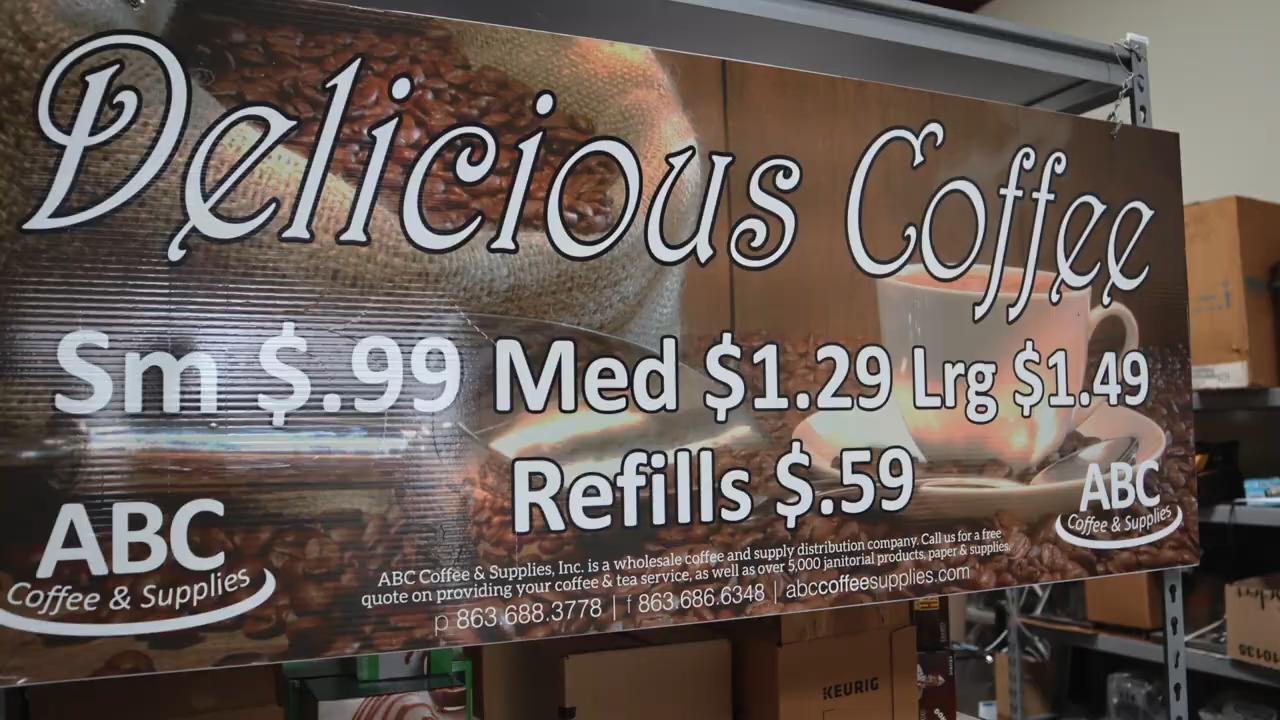 Delicious Coffee
Sm $.99 Med $1.29 Lrg $1.49
Refills $.59
ABC
Coffee & Supplies
ABC
Coffee & Supplies
ABC Coffee & Supplies, Inc. is a wholesale coffee and supply distribution company. Call us for a free
quote on providing your coffee & tea service, as well as over 5,000 janitorial products, paper & supplies.
p 863.688.3778 | f 863.686.6348 | abccoffeesupplies.com
KEURIG
10135